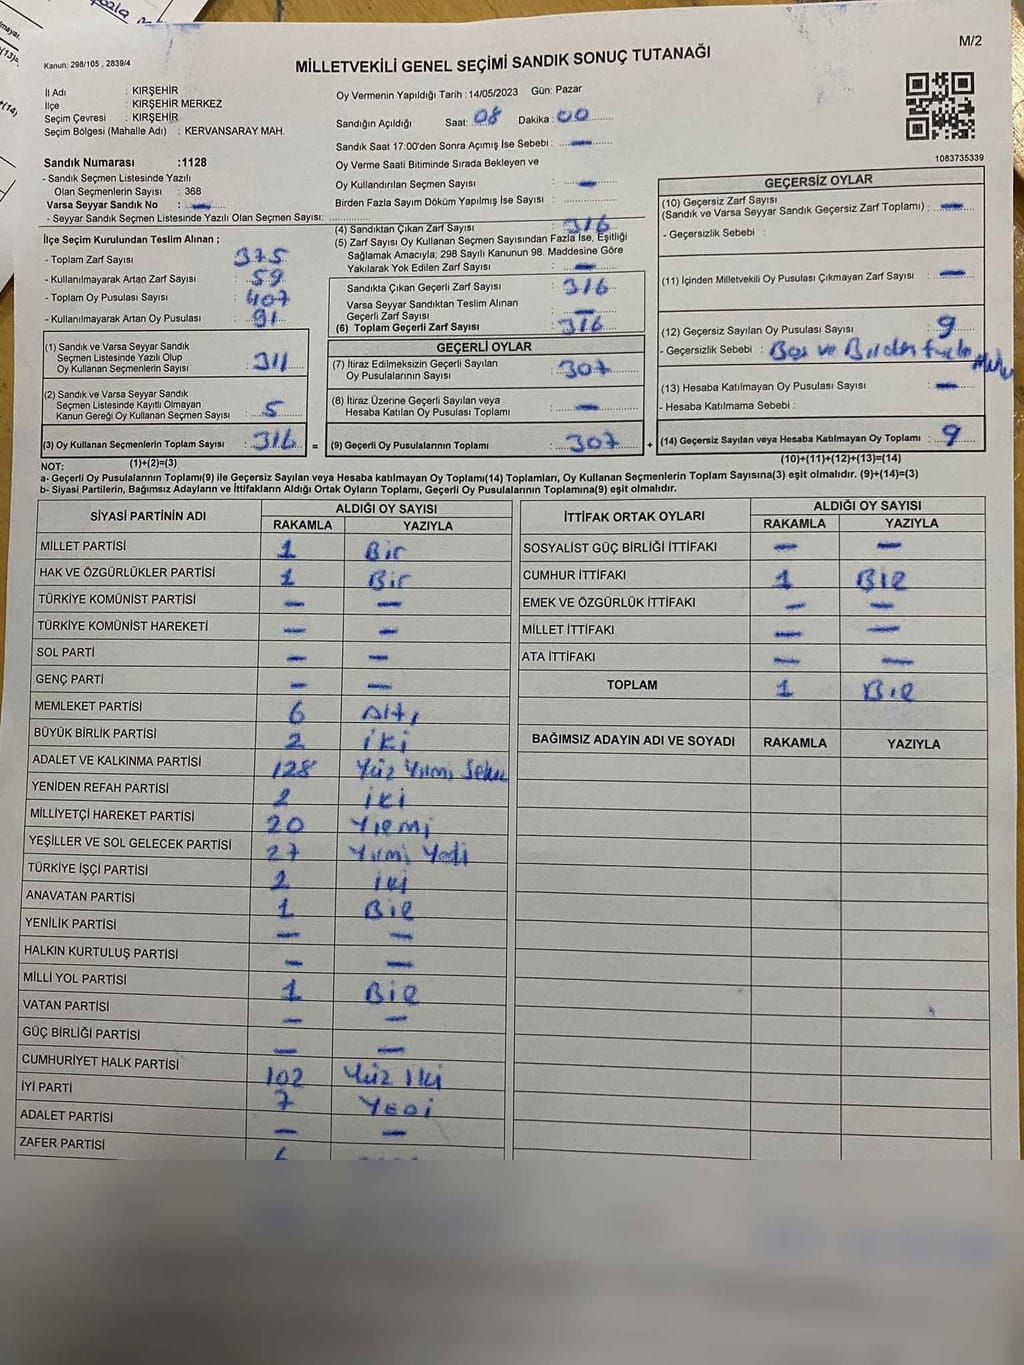 M/2
Kanun: 298/105 , 2839/4
MİLLETVEKİLİ GENEL SEÇİMİ SANDIK SONUÇ TUTANAĞI
İl Adı : KIRŞEHİR
İlçe : KIRŞEHİR MERKEZ
Seçim Çevresi : KIRŞEHİR
Seçim Bölgesi (Mahalle Adı) : KERVANSARAY MAH.
Sandık Numarası :1128
- Sandık Seçmen Listesinde Yazılı
Olan Seçmenlerin Sayısı : 368
Varsa Seyyar Sandık No : —
- Seyyar Sandık Seçmen Listesinde Yazılı Olan Seçmen Sayısı:
İlçe Seçim Kurulundan Teslim Alınan ;
- Toplam Zarf Sayısı : 375
- Kullanılmayarak Artan Zarf Sayısı : 59
- Toplam Oy Pusulası Sayısı : 407
- Kullanılmayarak Artan Oy Pusulası : 91
(1) Sandık ve Varsa Seyyar Sandık
Seçmen Listesinde Yazılı Olup
Oy Kullanan Seçmenlerin Sayısı : 311
(2) Sandık ve Varsa Seyyar Sandık
Seçmen Listesinde Kayıtlı Olmayan
Kanun Gereği Oy Kullanan Seçmen Sayısı : 5
(3) Oy Kullanan Seçmenlerin Toplam Sayısı : 316 =
(1)+(2)=(3)
Oy Vermenin Yapıldığı Tarih :14/05/2023 Gün: Pazar
Sandığın Açıldığı Saat: 08 Dakika : 00
Sandık Saat 17:00'den Sonra Açımış İse Sebebi : —
Oy Verme Saati Bitiminde Sırada Bekleyen ve
Oy Kullandırılan Seçmen Sayısı : —
Birden Fazla Sayım Döküm Yapılmış İse Sayısı :
(4) Sandıktan Çıkan Zarf Sayısı : 316
(5) Zarf Sayısı Oy Kullanan Seçmen Sayısından Fazla İse, Eşitliği
Sağlamak Amacıyla; 298 Sayılı Kanunun 98. Maddesine Göre
Yakılarak Yok Edilen Zarf Sayısı : —
Sandıkta Çıkan Geçerli Zarf Sayısı : 316
Varsa Seyyar Sandıktan Teslim Alınan
Geçerli Zarf Sayısı : —
(6) Toplam Geçerli Zarf Sayısı : 316
GEÇERLİ OYLAR
(7) İtiraz Edilmeksizin Geçerli Sayılan
Oy Pusulalarının Sayısı : 307
(8) İtiraz Üzerine Geçerli Sayılan veya
Hesaba Katılan Oy Pusulası Toplamı : —
(9) Geçerli Oy Pusulalarının Toplamı : 307 +
1083735339
GEÇERSİZ OYLAR
(10) Geçersiz Zarf Sayısı
(Sandık ve Varsa Seyyar Sandık Geçersiz Zarf Toplamı) : —
- Geçersizlik Sebebi :
(11) İçinden Milletvekili Oy Pusulası Çıkmayan Zarf Sayısı : —
(12) Geçersiz Sayılan Oy Pusulası Sayısı : 9
- Geçersizlik Sebebi : Boş ve Birden fazla
(13) Hesaba Katılmayan Oy Pusulası Sayısı : —
- Hesaba Katılmama Sebebi :
(14) Geçersiz Sayılan veya Hesaba Katılmayan Oy Toplamı : 9
(10)+(11)+(12)+(13)=(14)
NOT:
a- Geçerli Oy Pusulalarının Toplamı(9) ile Geçersiz Sayılan veya Hesaba katılmayan Oy Toplamı(14) Toplamları, Oy Kullanan Seçmenlerin Toplam Sayısına(3) eşit olmalıdır. (9)+(14)=(3)
b- Siyasi Partilerin, Bağımsız Adayların ve İttifakların Aldığı Ortak Oyların Toplamı, Geçerli Oy Pusulalarının Toplamına(9) eşit olmalıdır.
SİYASİ PARTİNİN ADI ALDIĞI OY SAYISI
RAKAMLA YAZIYLA
MİLLET PARTİSİ 1 Bir
HAK VE ÖZGÜRLÜKLER PARTİSİ 1 Bir
TÜRKİYE KOMÜNİST PARTİSİ — —
TÜRKİYE KOMÜNİST HAREKETİ — —
SOL PARTİ — —
GENÇ PARTİ — —
MEMLEKET PARTİSİ 6 Altı
BÜYÜK BİRLİK PARTİSİ 2 iki
ADALET VE KALKINMA PARTİSİ 128 Yüz Yirmi Sekiz
YENİDEN REFAH PARTİSİ 2 iki
MİLLİYETÇİ HAREKET PARTİSİ 20 Yirmi
YEŞİLLER VE SOL GELECEK PARTİSİ 27 Yirmi Yedi
TÜRKİYE İŞÇİ PARTİSİ 2 iki
ANAVATAN PARTİSİ 1 Bir
YENİLİK PARTİSİ — —
HALKIN KURTULUŞ PARTİSİ — —
MİLLİ YOL PARTİSİ 1 Bir
VATAN PARTİSİ — —
GÜÇ BİRLİĞİ PARTİSİ — —
CUMHURİYET HALK PARTİSİ 102 Yüz iki
İYİ PARTİ 7 YEDİ
ADALET PARTİSİ — —
ZAFER PARTİSİ
İTTİFAK ORTAK OYLARI ALDIĞI OY SAYISI
RAKAMLA YAZIYLA
SOSYALİST GÜÇ BİRLİĞİ İTTİFAKI — —
CUMHUR İTTİFAKI 1 Bir
EMEK VE ÖZGÜRLÜK İTTİFAKI — —
MİLLET İTTİFAKI — —
ATA İTTİFAKI — —
TOPLAM 1 Bir
BAĞIMSIZ ADAYIN ADI VE SOYADI RAKAMLA YAZIYLA